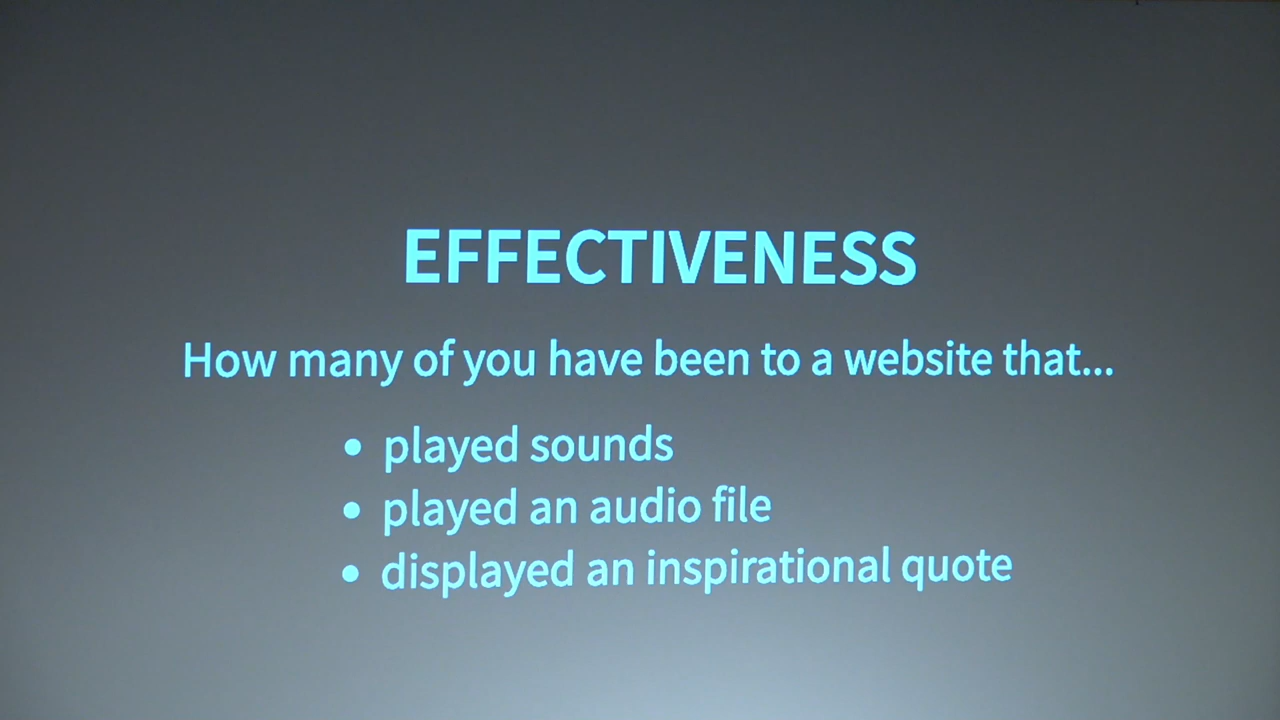 EFFECTIVENESS
How many of you have been to a website that...
• played sounds
• played an audio file
• displayed an inspirational quote